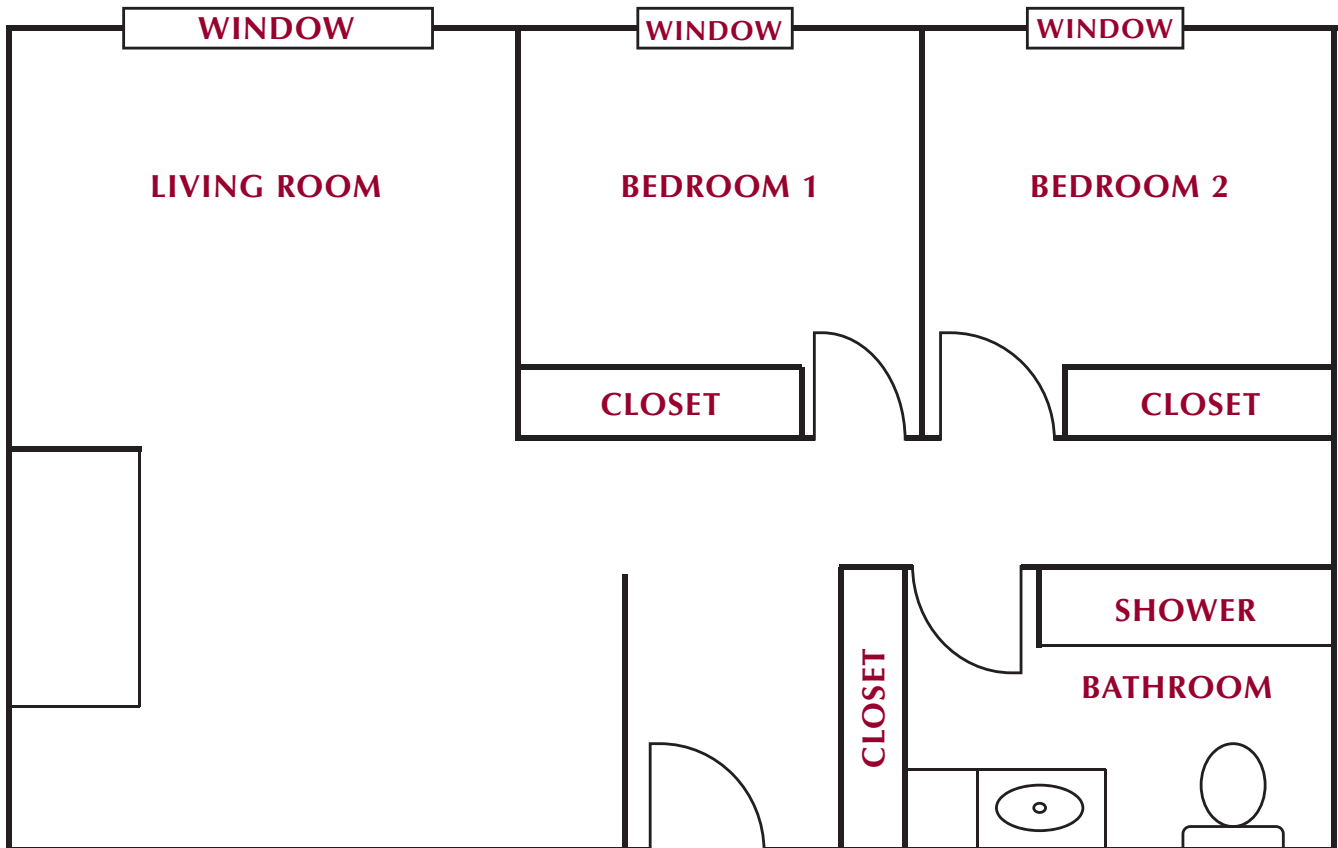 WINDOW
WINDOW
WINDOW
LIVING ROOM
BEDROOM 1
BEDROOM 2
CLOSET
CLOSET
SHOWER
CLOSET
BATHROOM